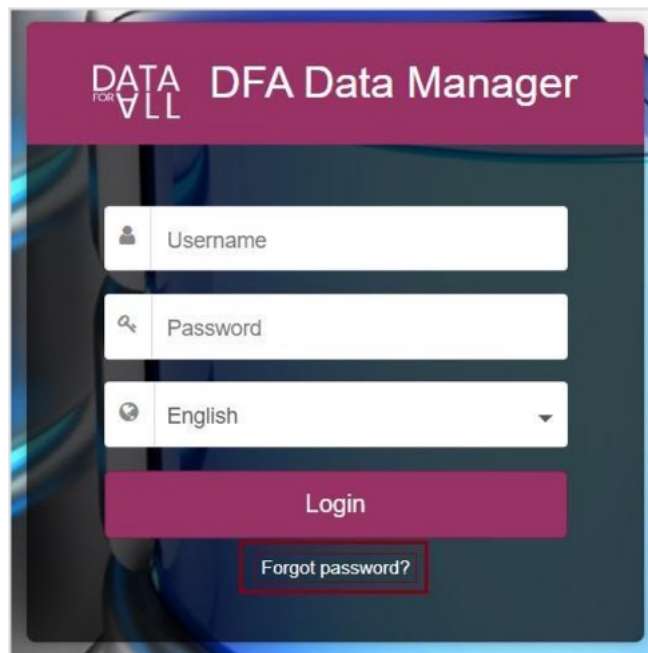 DATA
FOR ALL
DFA Data Manager
Username
Password
English
Login
Forgot password?